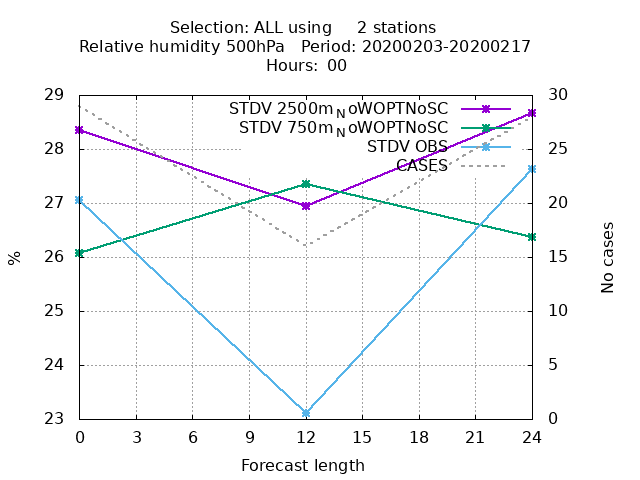 Selection: ALL using 2 stations
Relative humidity 500hPa Period: 20200203-20200217
Hours: 00
29 30
STDV 2500m_NoWOPTNoSC
STDV 750m_NoWOPTNoSC
28 25
STDV OBS
CASES
27 20
26 15
% No cases
25 10
24 5
23 0
0 3 6 9 12 15 18 21 24
Forecast length